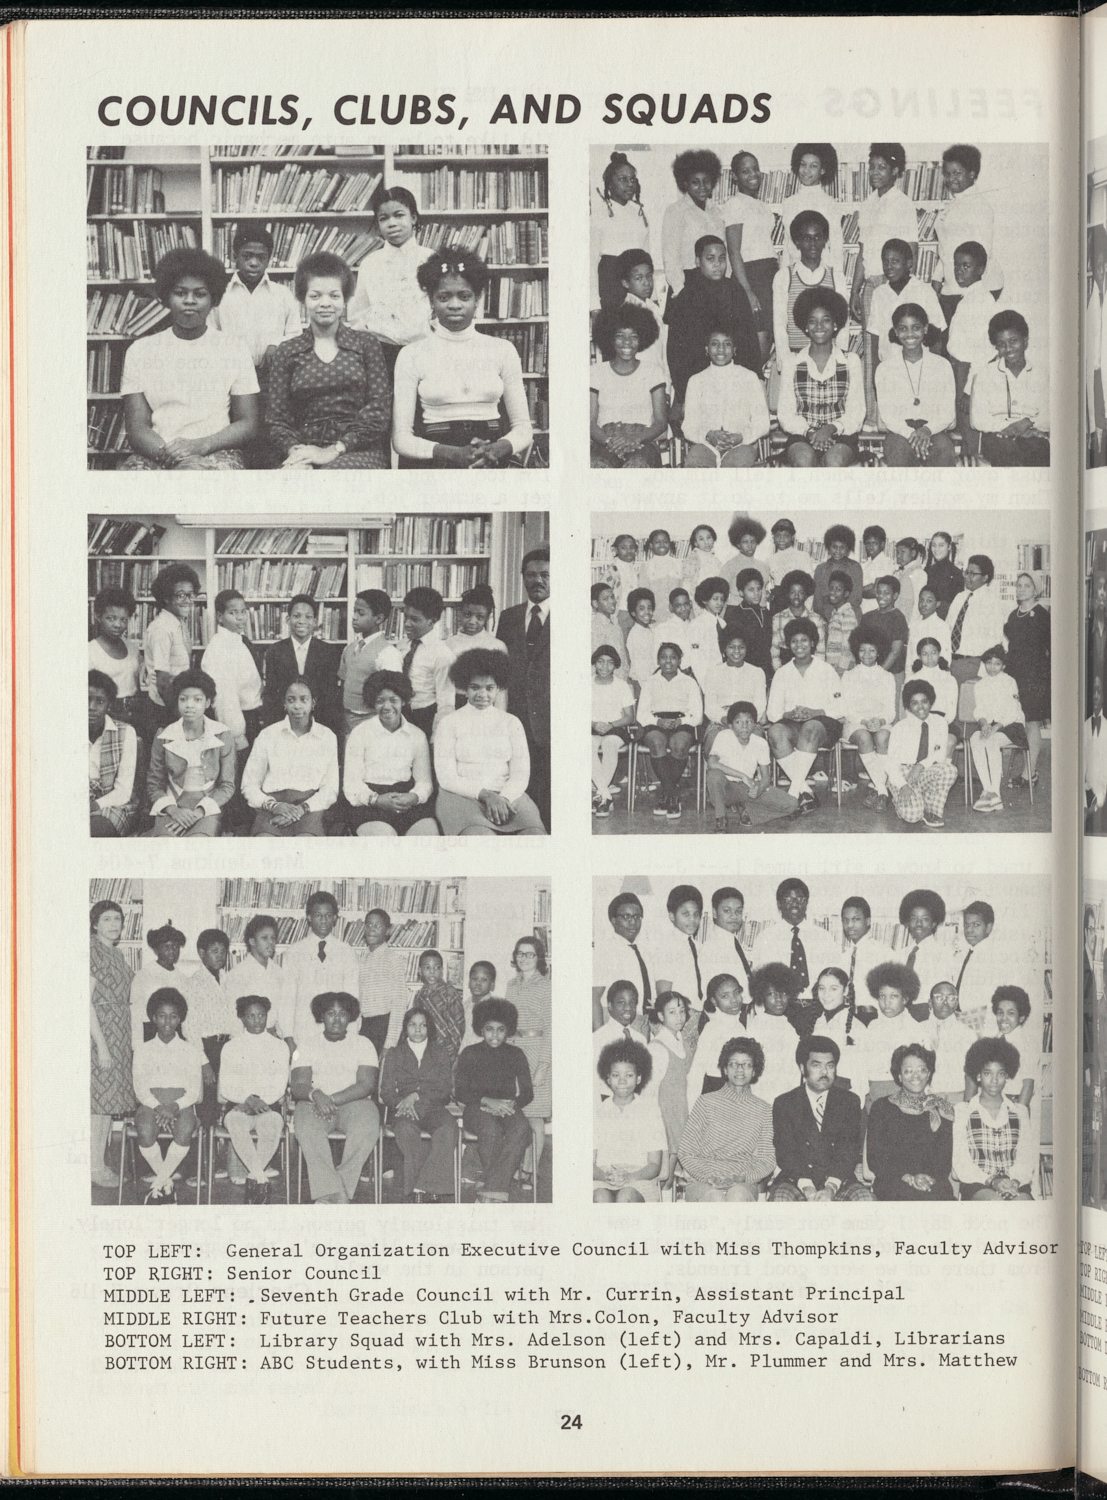 COUNCILS, CLUBS, AND SQUADS
TOP LEFT: General Organization Executive Council with Miss Thompkins, Faculty Advisor
TOP RIGHT: Senior Council
MIDDLE LEFT: .Seventh Grade Council with Mr. Currin, Assistant Principal
MIDDLE RIGHT: Future Teachers Club with Mrs.Colon, Faculty Advisor
BOTTOM LEFT: Library Squad with Mrs. Adelson (left) and Mrs. Capaldi, Librarians
BOTTOM RIGHT: ABC Students, with Miss Brunson (left), Mr. Plummer and Mrs. Matthew
24